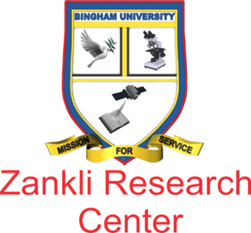 BINGHAM UNIVERSITY
MISSION FOR SERVICE
Zankli Research
Center